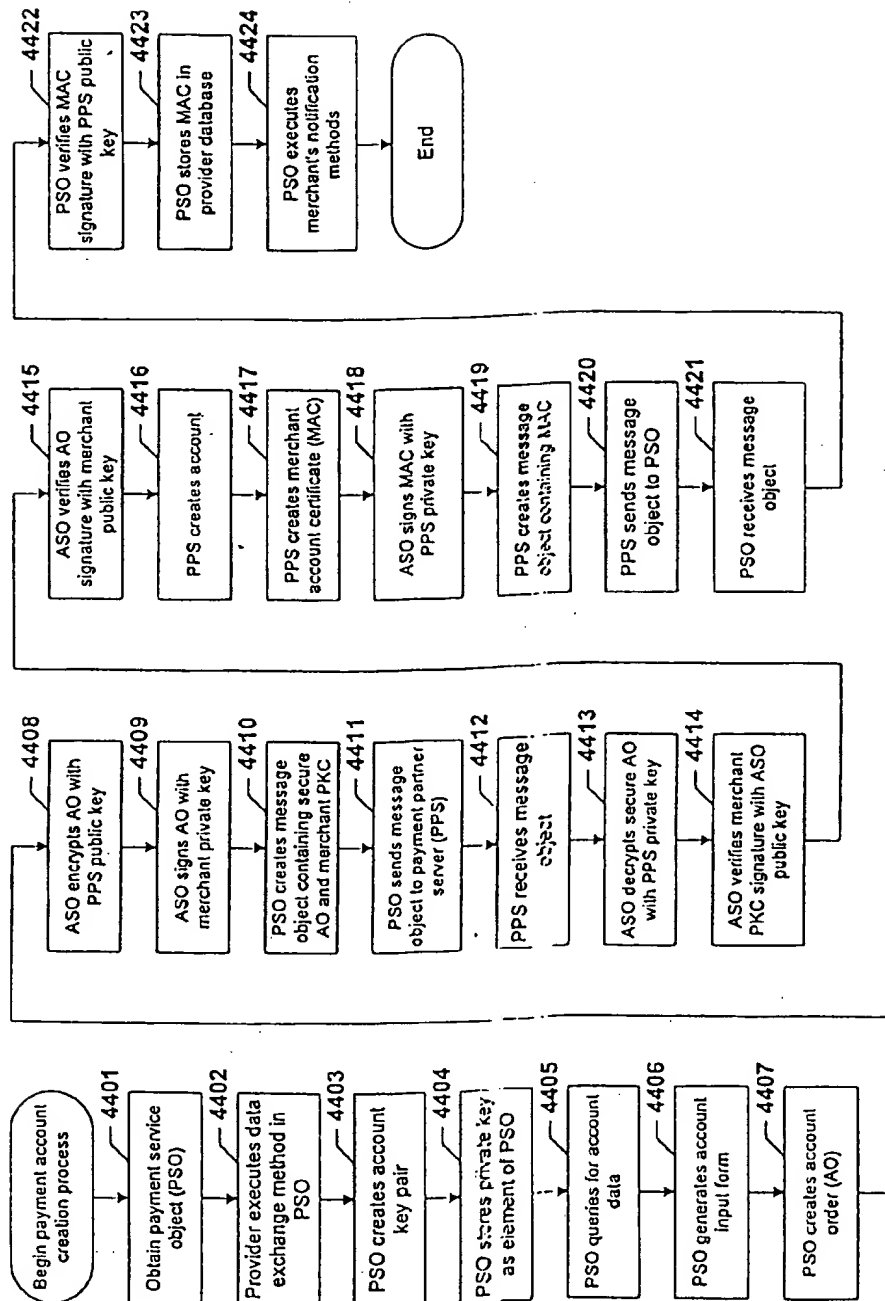 Begin payment account
creation process
4401
Obtain payment service
object (PSO)
4402
Provider executes data
exchange method in
PSO
4403
PSO creates account
key pair
4404
PSO stores private key
as element of PSO
4405
PSO queries for account
data
4406
PSO generates account
input form
4407
PSO creates account
order (AO)
4408
ASO encrypts AO with
PPS public key
4409
ASO signs AO with
merchant private key
4410
PSO creates message
object containing secure
AO and merchant PKC
4411
PSO sends message
object to payment partner
server (PPS)
4412
PPS receives message
object
4413
ASO decrypts secure AO
with PPS private key
4414
ASO verifies merchant
PKC signature with ASO
public key
4415
ASO verifies AO
signature with merchant
public key
4416
PPS creates account
4417
PPS creates merchant
account certificate (MAC)
4418
ASO signs MAC with
PPS private key
4419
PPS creates message
object containing MAC
4420
PPS sends message
object to PSO
4421
PSO receives message
object
4422
PSO verifies MAC
signature with PPS public
key
4423
PSO stores MAC in
provider database
4424
PSO executes
merchant's notification
methods
End